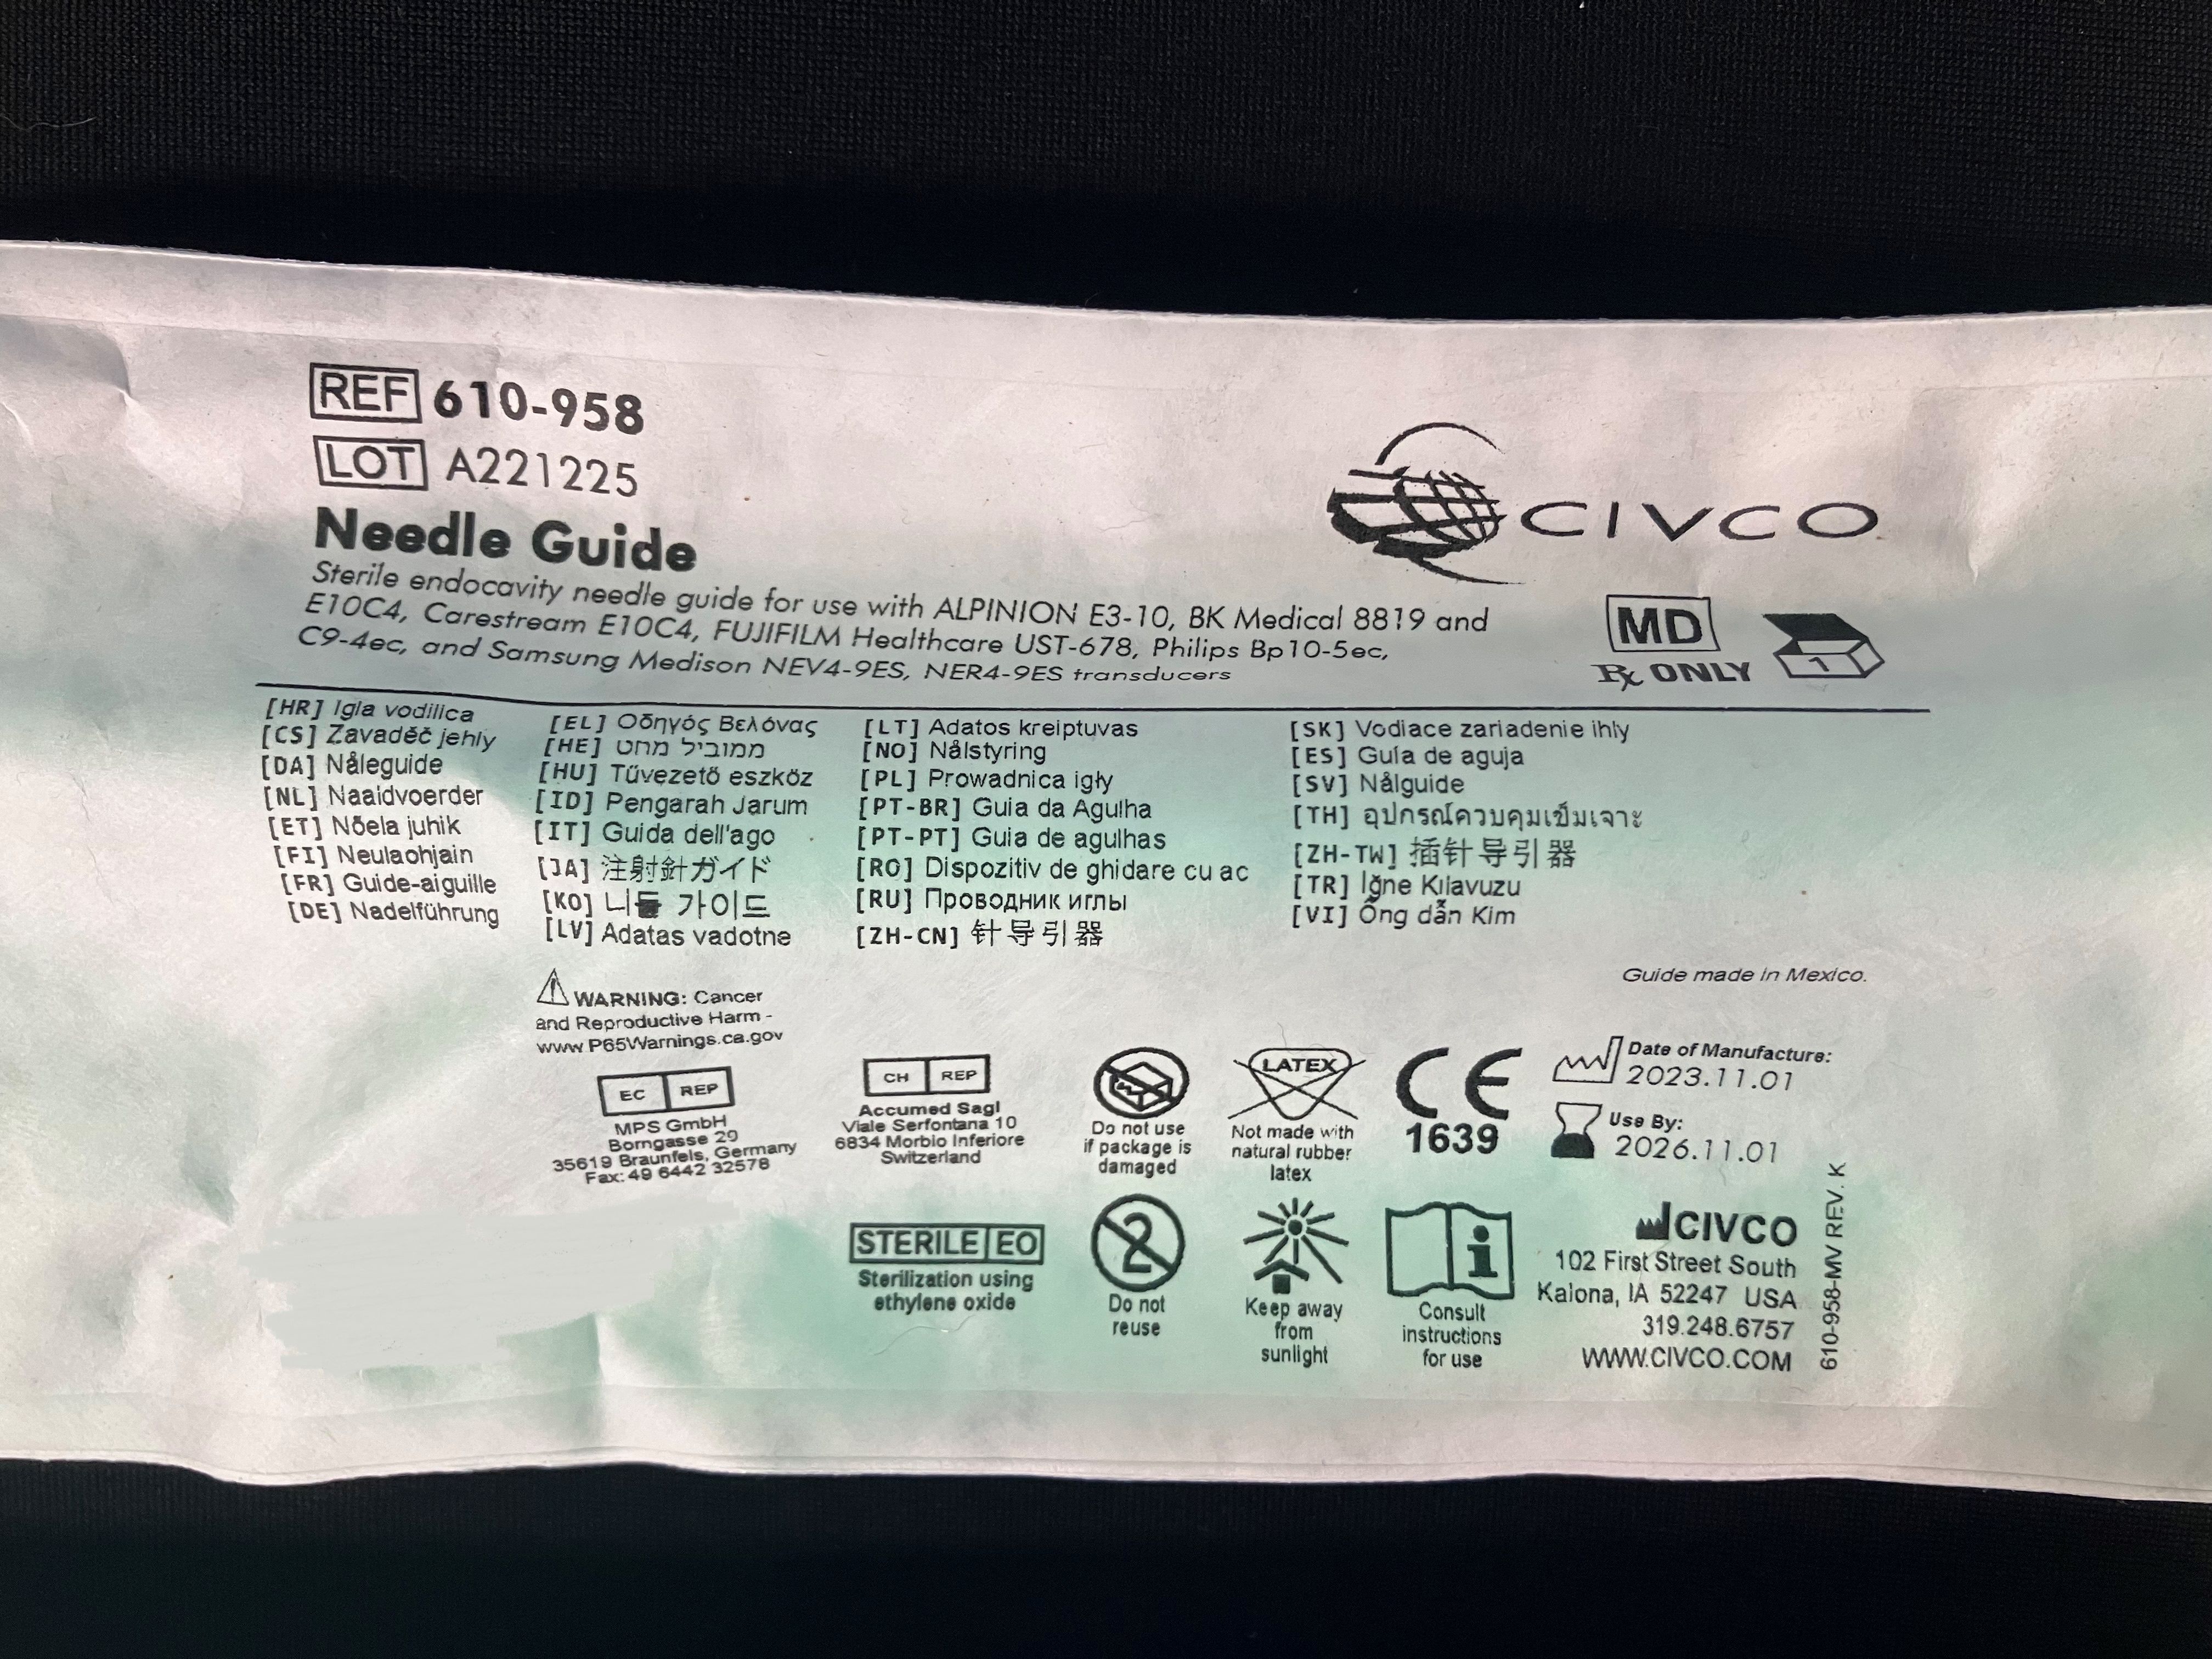 REF 610-958
LOT A221225
Needle Guide
Sterile endocavity needle guide for use with ALPINION E3-10, BK Medical 8819 and
E10C4, Carestream E10C4, FUJIFILM Healthcare UST-678, Philips Bp10-5ec,
C9-4ec, and Samsung Medison NEV4-9ES, NER4-9ES transducers
CIVCO
MD
Rx ONLY
1
[HR] Igla vodilica
[CS] Zavaděč jehly
[DA] Nåleguide
[NL] Naaldvoerder
[ET] Nõela juhik
[FI] Neulaohjain
[FR] Guide-aiguille
[DE] Nadelführung
[EL] Οδηγός Βελόνας
[HE] ממוביל מחט
[HU] Tűvezető eszköz
[ID] Pengarah Jarum
[IT] Guida dell'ago
[JA] 注射針ガイド
[KO] 니들 가이드
[LV] Adatas vadotne
[LT] Adatos kreiptuvas
[NO] Nålstyring
[PL] Prowadnica igły
[PT-BR] Guia da Agulha
[PT-PT] Guia de agulhas
[RO] Dispozitiv de ghidare cu ac
[RU] Проводник иглы
[ZH-CN] 针导引器
[SK] Vodiace zariadenie ihly
[ES] Guía de aguja
[SV] Nålguide
[TH] อุปกรณ์ควบคุมเข็มเจาะ
[ZH-TW] 插针导引器
[TR] İğne Kılavuzu
[VI] Ống dẫn Kim
Guide made in Mexico.
WARNING: Cancer
and Reproductive Harm -
www.P65Warnings.ca.gov
EC REP
MPS GmbH
Borngasse 29
35619 Braunfels, Germany
Fax: 49 6442 32578
CH REP
Accumed Sagl
Viale Serfontana 10
6834 Morbio Inferiore
Switzerland
Do not use
if package is
damaged
LATEX
Not made with
natural rubber
latex
CE
1639
Date of Manufacture:
2023.11.01
Use By:
2026.11.01
STERILE EO
Sterilization using
ethylene oxide
2
Do not
reuse
Keep away
from
sunlight
i
Consult
instructions
for use
CIVCO
102 First Street South
Kalona, IA 52247 USA
319.248.6757
WWW.CIVCO.COM
610-958-MV REV. K